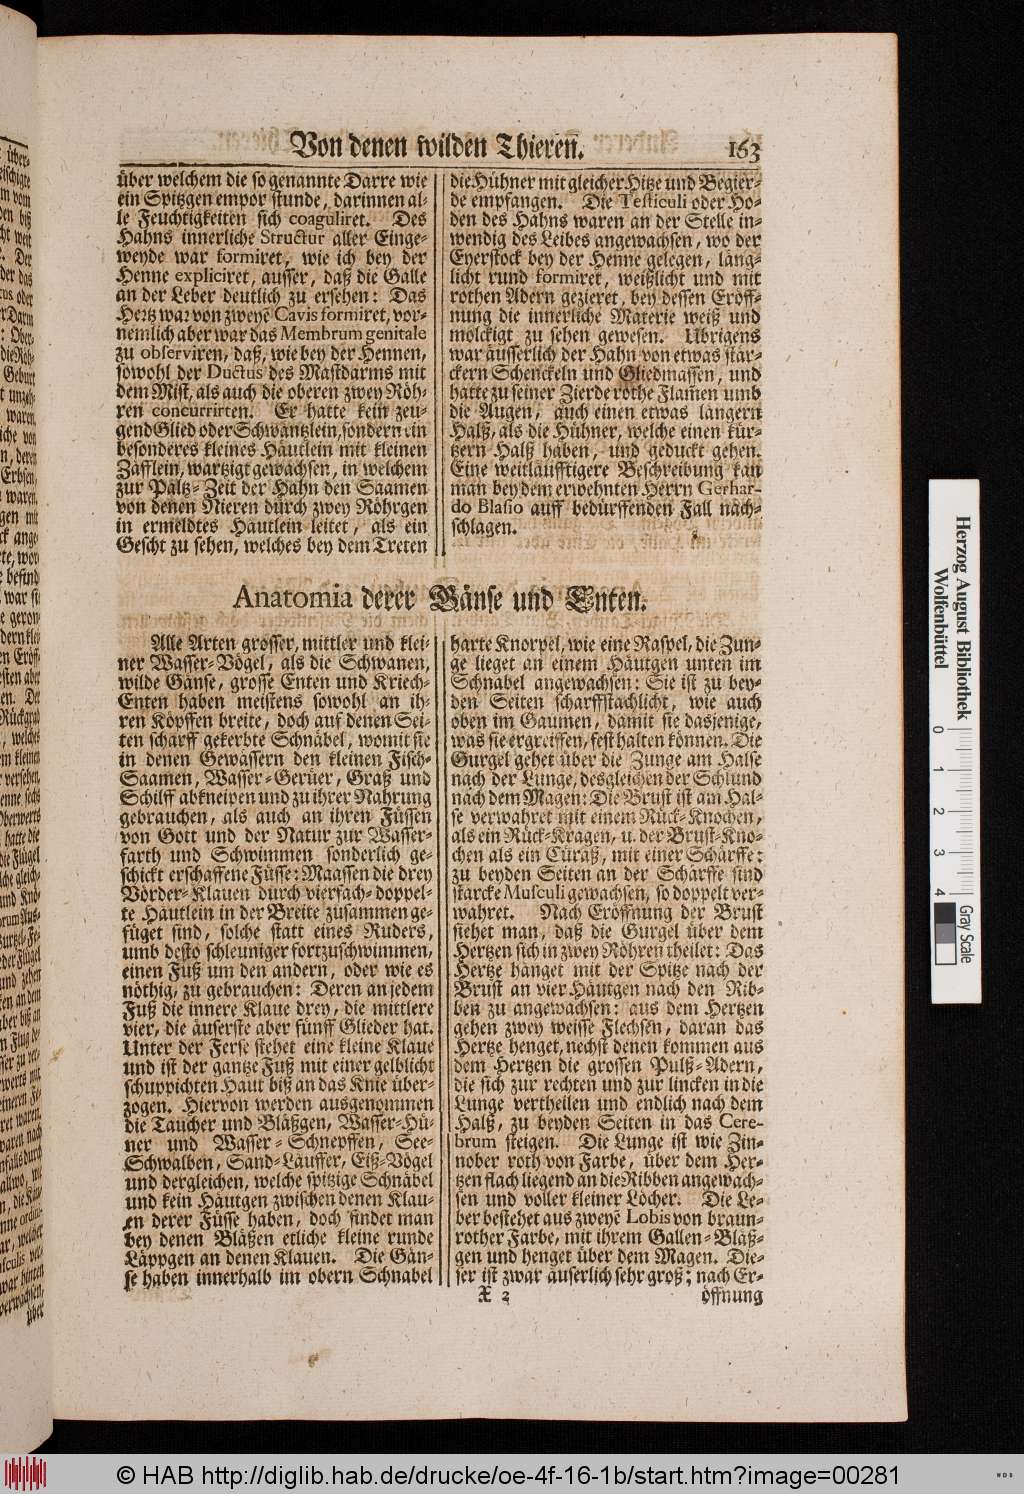 Von denen wilden Thieren. 163
über welchem die so genannte Darre wie
ein Spitzgen empor stunde, darinnen al-
le Feuchtigkeiten sich coaguliret. Des
Hahns innerliche Structur aller Einge-
weyde war formiret, wie ich bey der
Henne expliciret, ausser, daß die Galle
an der Leber deutlich zu ersehen: Das
Hertz war von zweyē Cavis formiret, vor-
nemlich aber war das Membrum genitale
zu observiren, daß, wie bey der Hennen,
sowohl der Ductus des Mastdarms mit
dem Mist, als auch die oberen zwey Röh-
ren concurrirten. Er hatte kein zeu-
gend Glied oder Schwäntzlein, sondern ein
besonderes kleines Häutlein mit kleinen
Zäfflein, wartzigt gewachsen, in welchem
zur Paltz-Zeit der Hahn den Saamen
von denen Nieren durch zwey Röhrgen
in ermeldtes Häutlein leitet, als ein
Gescht zu sehen, welches bey dem Treten
die Hühner mit gleicher Hitze und Begier-
de empfangen. Die Testiculi oder Ho-
den des Hahns waren an der Stelle in-
wendig des Leibes angewachsen, wo der
Eyerstock bey der Henne gelegen, läng-
licht rund formiret, weißlicht und mit
rothen Adern gezieret, bey dessen Eröff-
nung die innerliche Materie weiß und
molckigt zu sehen gewesen. Ubrigens
war äusserlich der Hahn von etwas stär-
ckern Schenckeln und Gliedmassen, und
hatte zu seiner Zierde rothe Flam̄en umb
die Augen, auch einen etwas längern
Halß, als die Hühner, welche einen kür-
tzern Halß haben, und geduckt gehen.
Eine weitläufftigere Beschreibung kan
man bey dem erwehnten Herrn Gerhar-
do Blasio auff bedürffenden Fall nach-
schlagen.
Anatomia derer Gänse und Enten.
Alle Arten grosser, mittler und klei-
ner Wasser-Vögel, als die Schwanen,
wilde Gänse, grosse Enten und Kriech-
Enten haben meistens sowohl an ih-
ren Köpffen breite, doch auf denen Sei-
ten scharff gekerbte Schnäbel, womit sie
in denen Gewässern den kleinen Fisch-
Saamen, Wasser-Gerüer, Graß und
Schilff abkneipen und zu ihrer Nahrung
gebrauchen, als auch an ihren Füssen
von Gott und der Natur zur Wasser-
farth und Schwimmen sonderlich ge-
schickt erschaffene Füsse: Maassen die drey
Vörder-Klauen durch vierfach-doppel-
te Häutlein in der Breite zusammen ge-
füget sind, solche statt eines Ruders,
umb desto schleuniger fortzuschwimmen,
einen Fuß um den andern, oder wie es
nöthig, zu gebrauchen: Deren an jedem
Fuß die innere Klaue drey, die mittlere
vier, die äuserste aber fünff Glieder hat.
Unter der Ferse stehet eine kleine Klaue
und ist der gantze Fuß mit einer gelblicht
schuppichten Haut biß an das Knie über-
zogen. Hiervon werden ausgenommen
die Taucher und Bläßgen, Wasser-Hü-
ner und Wasser-Schnepffen, See-
Schwalben, Sand-Läuffer, Eiß-Vögel
und dergleichen, welche spitzige Schnäbel
und kein Häutgen zwischen denen Klau-
en derer Füsse haben, doch findet man
bey denen Bläßen etliche kleine runde
Läppgen an denen Klauen. Die Gän-
se haben innerhalb im obern Schnabel
harte Knorpel, wie eine Raspel, die Zun-
ge lieget an einem Häutgen unten im
Schnabel angewachsen: Sie ist zu bey-
den Seiten scharffstachlicht, wie auch
oben im Gaumen, damit sie dasjenige,
was sie ergreiffen, fest halten können. Die
Gurgel gehet über die Zunge am Halse
nach der Lunge, desgleichen der Schlund
nach dem Magen: Die Brust ist am Hal-
se verwahret mit einem Rück-Knochen,
als ein Rück-Kragen, u. der Brust-Kno-
chen als ein Cüraß, mit einer Schärffe:
zu beyden Seiten an der Schärffe sind
starcke Musculi gewachsen, so doppelt ver-
wahret. Nach Eröffnung der Brust
siehet man, daß die Gurgel über dem
Hertzen sich in zwey Röhren theilet: Das
Hertze hänget mit der Spitze nach der
Brust an vier Häutgen nach den Rib-
ben zu angewachsen: aus dem Hertzen
gehen zwey weisse Flechsen, daran das
Hertze henget, nechst denen kommen aus
dem Hertzen die grossen Pulß-Adern,
die sich zur rechten und zur lincken in die
Lunge vertheilen und endlich nach dem
Halß, zu beyden Seiten in das Cere-
brum steigen. Die Lunge ist wie Zin-
nober roth von Farbe, über dem Her-
tzen flach liegend an die Ribben angewach-
sen und voller kleiner Löcher. Die Le-
ber bestehet aus zweyē Lobis von braun-
rother Farbe, mit ihrem Gallen-Bläß-
gen und henget über dem Magen. Die-
ser ist zwar äuserlich sehr groß; nach Er-
X 2 öffnung
Herzog August Bibliothek
Wolfenbüttel
0 1 2 3 4
Gray Scale
© HAB http://diglib.hab.de/drucke/oe-4f-16-1b/start.htm?image=00281